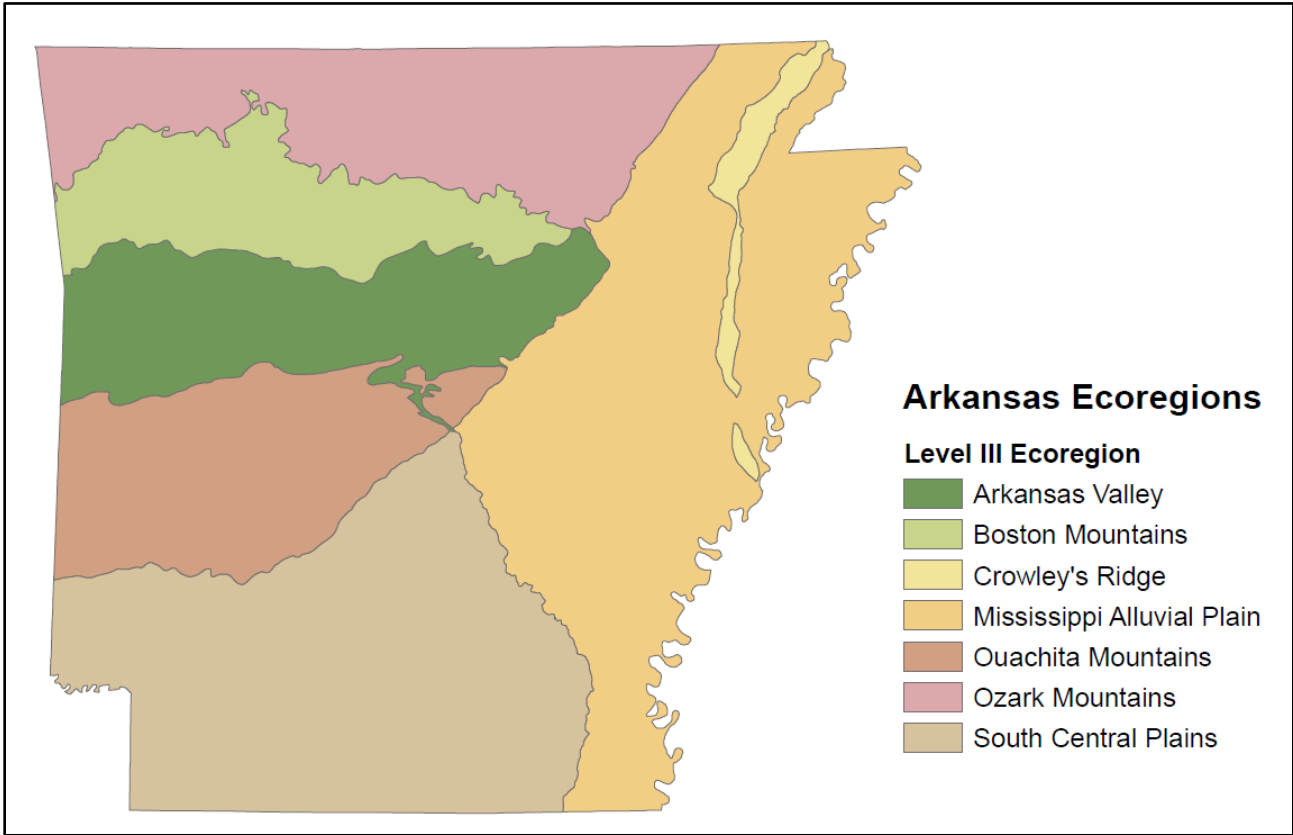 Arkansas Ecoregions
Level III Ecoregion
Arkansas Valley
Boston Mountains
Crowley's Ridge
Mississippi Alluvial Plain
Ouachita Mountains
Ozark Mountains
South Central Plains